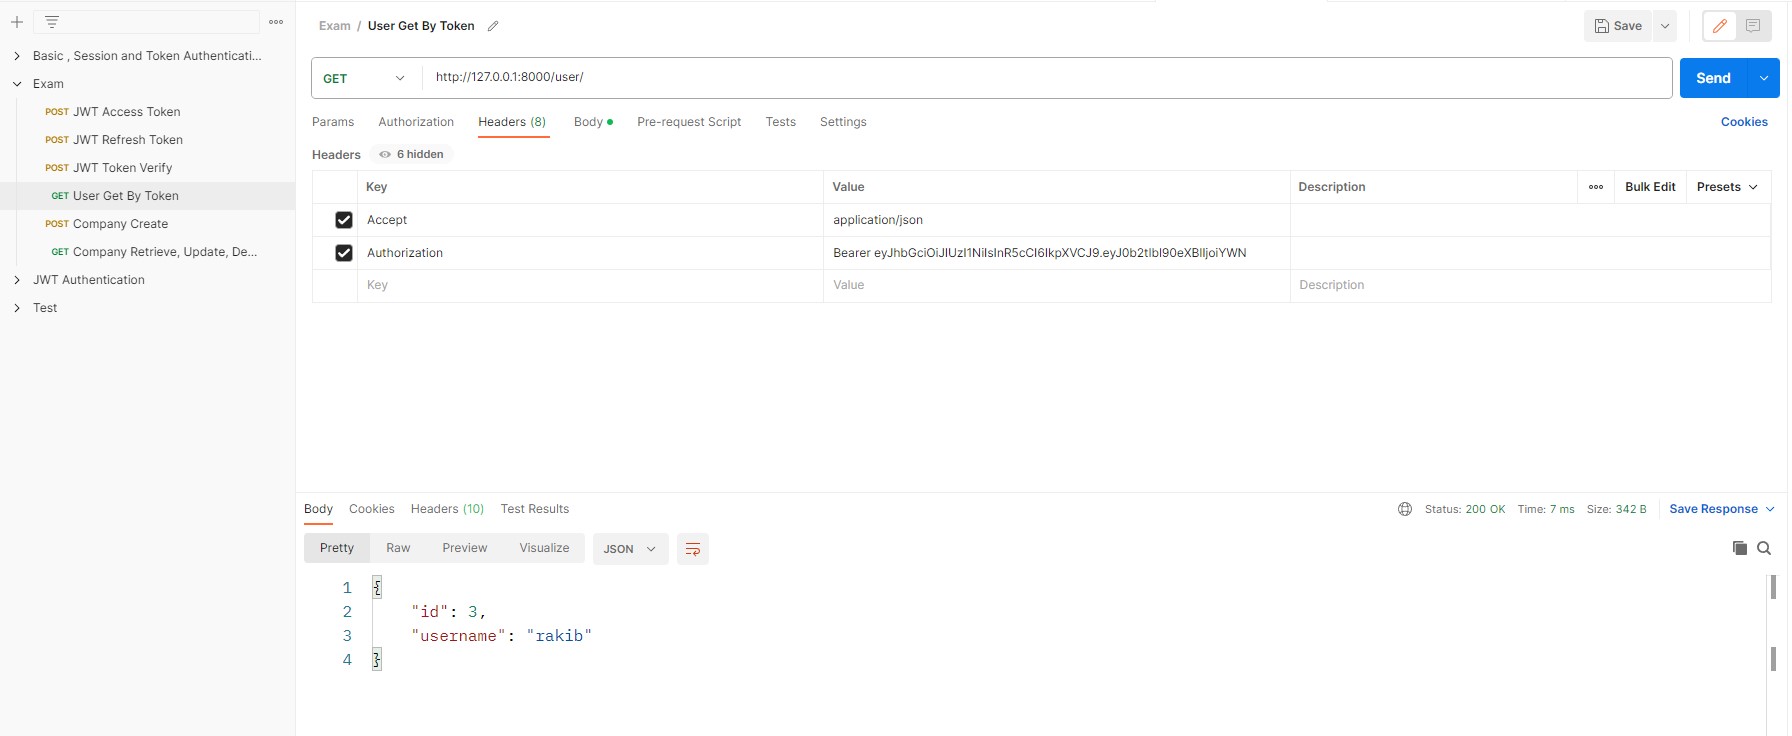 Exam / User Get By Token
Save
Basic , Session and Token Authenticati...
Exam
POST JWT Access Token
POST JWT Refresh Token
POST JWT Token Verify
GET User Get By Token
POST Company Create
GET Company Retrieve, Update, De...
JWT Authentication
Test
GET http://127.0.0.1:8000/user/ Send
Params Authorization Headers (8) Body Pre-request Script Tests Settings Cookies
Headers 6 hidden
Key Value Description Bulk Edit Presets
Accept application/json
Authorization Bearer eyJhbGciOiJIUzI1NiIsInR5cCI6IkpXVCJ9.eyJ0b2tlbl90eXBlIjoiYWN
Key Value Description
Body Cookies Headers (10) Test Results Status: 200 OK Time: 7 ms Size: 342 B Save Response
Pretty Raw Preview Visualize JSON
1 {
2 "id": 3,
3 "username": "rakib"
4 }